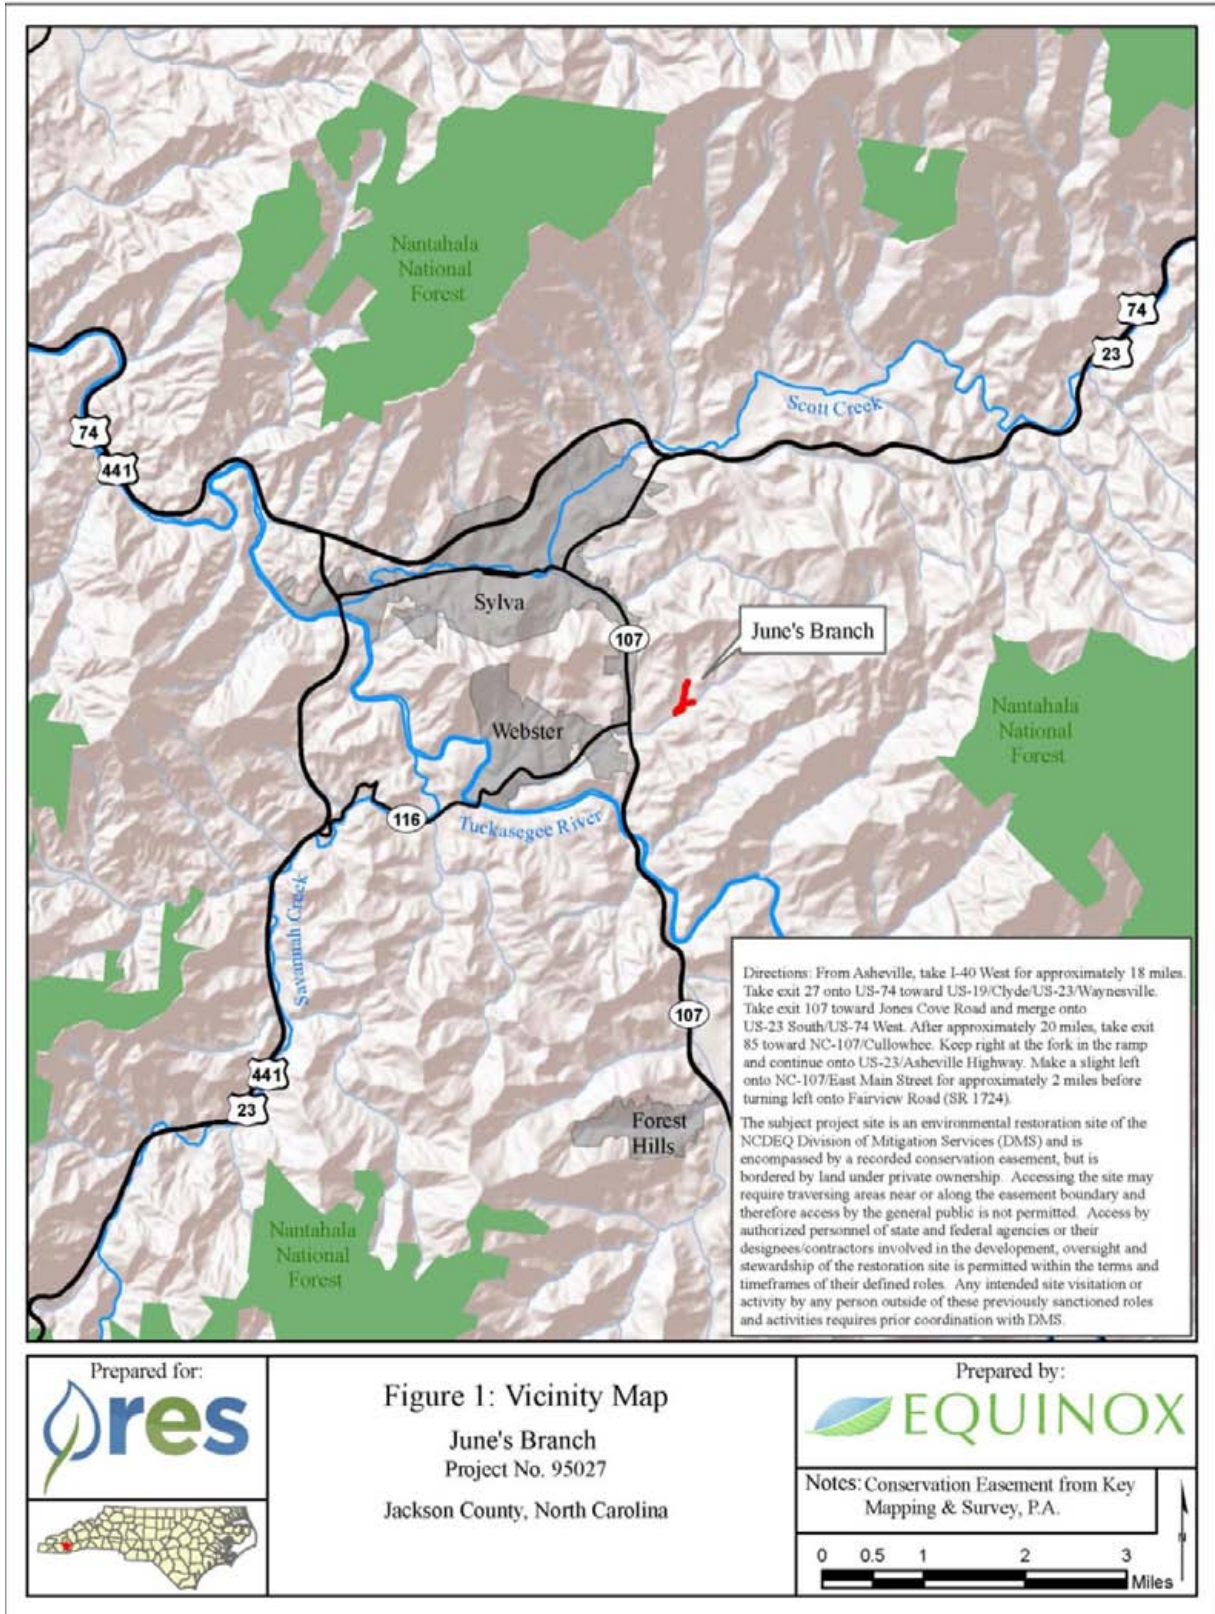 Nantahala
National
Forest
74
23
Scott Creek
74
441
Sylva
107
June's Branch
Webster
Nantahala
National
Forest
116
Tuckasegee River
Savannah Creek
107
441
23
Forest
Hills
Nantahala
National
Forest
Directions: From Asheville, take I-40 West for approximately 18 miles.
Take exit 27 onto US-74 toward US-19/Clyde/US-23/Waynesville.
Take exit 107 toward Jones Cove Road and merge onto
US-23 South/US-74 West. After approximately 20 miles, take exit
85 toward NC-107/Cullowhee. Keep right at the fork in the ramp
and continue onto US-23/Asheville Highway. Make a slight left
onto NC-107/East Main Street for approximately 2 miles before
turning left onto Fairview Road (SR 1724).
The subject project site is an environmental restoration site of the
NCDEQ Division of Mitigation Services (DMS) and is
encompassed by a recorded conservation easement, but is
bordered by land under private ownership. Accessing the site may
require traversing areas near or along the easement boundary and
therefore access by the general public is not permitted. Access by
authorized personnel of state and federal agencies or their
designees/contractors involved in the development, oversight and
stewardship of the restoration site is permitted within the terms and
timeframes of their defined roles. Any intended site visitation or
activity by any person outside of these previously sanctioned roles
and activities requires prior coordination with DMS.
Prepared for:
res
Figure 1: Vicinity Map
June's Branch
Project No. 95027
Jackson County, North Carolina
Prepared by:
EQUINOX
Notes: Conservation Easement from Key
Mapping & Survey, P.A.
N
0 0.5 1 2 3
Miles